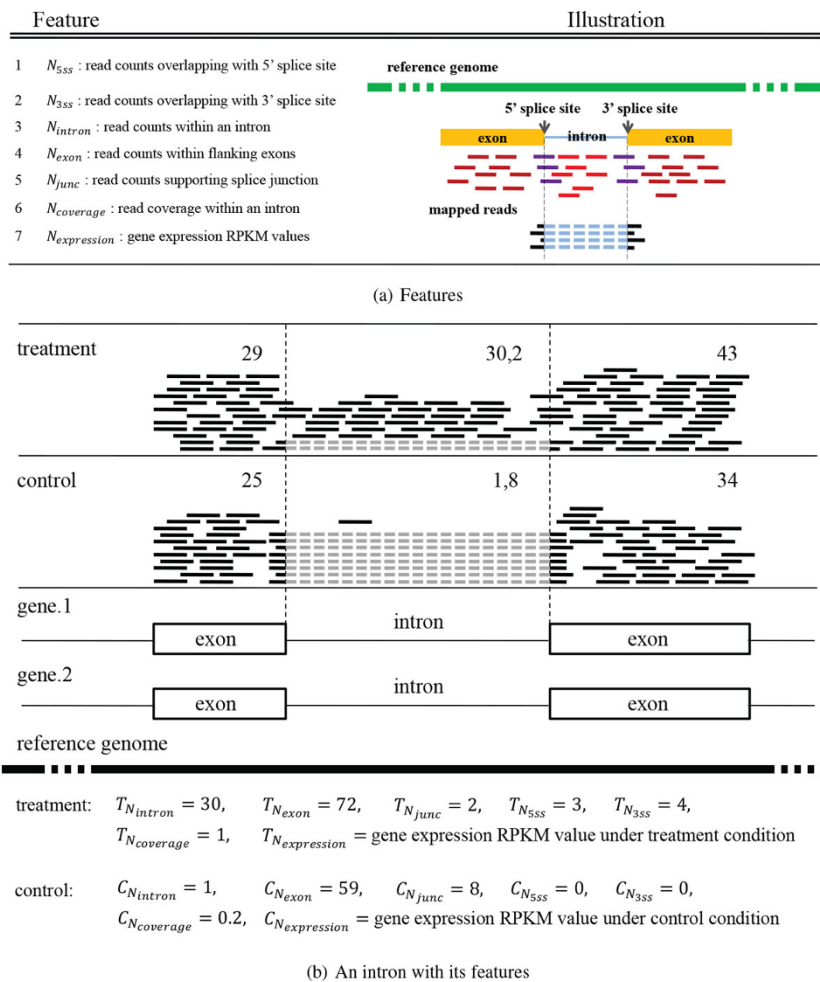 Feature Illustration
1 N5ss : read counts overlapping with 5' splice site
2 N3ss : read counts overlapping with 3' splice site
3 Nintron : read counts within an intron
4 Nexon : read counts within flanking exons
5 Njunc : read counts supporting splice junction
6 Ncoverage : read coverage within an intron
7 Nexpression : gene expression RPKM values
reference genome
5' splice site 3' splice site
exon intron exon
mapped reads
(a) Features
treatment 29 30,2 43
control 25 1,8 34
gene.1 exon intron exon
gene.2 exon intron exon
reference genome
treatment: TNintron = 30, TNexon = 72, TNjunc = 2, TN5ss = 3, TN3ss = 4,
TNcoverage = 1, TNexpression = gene expression RPKM value under treatment condition
control: CNintron = 1, CNexon = 59, CNjunc = 8, CN5ss = 0, CN3ss = 0,
CNcoverage = 0.2, CNexpression = gene expression RPKM value under control condition
(b) An intron with its features